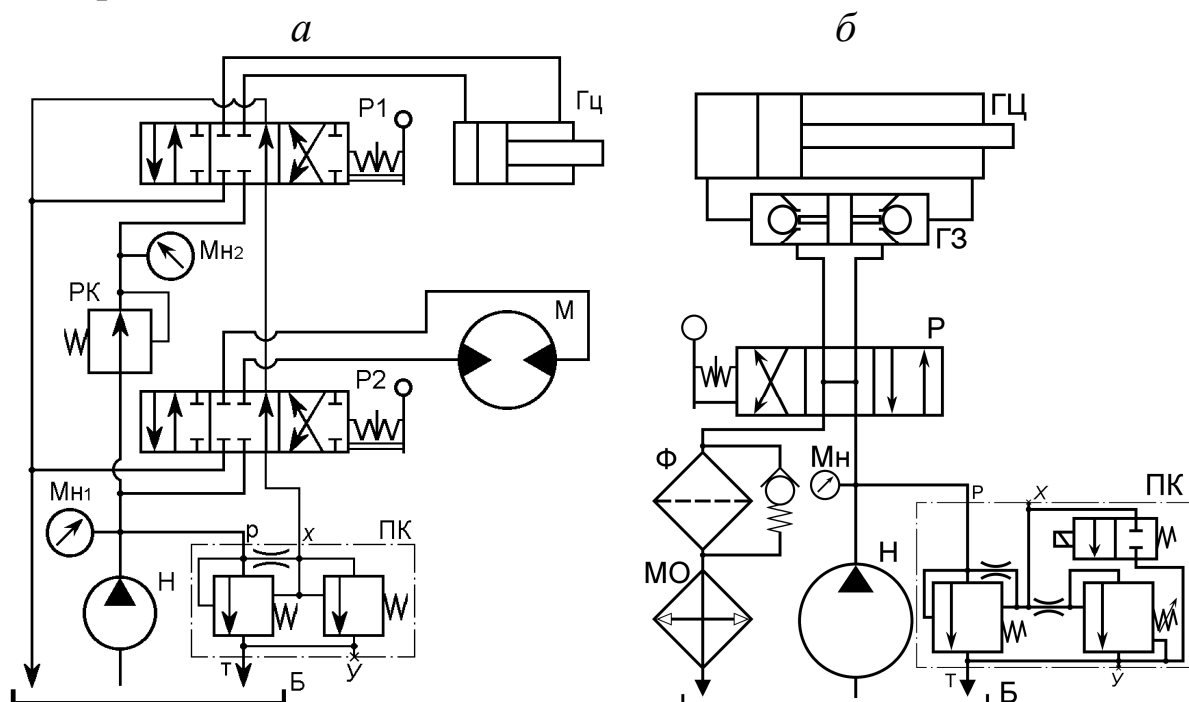 а
б
Р1
Гц
ГЦ
Мн2
ГЗ
РК
М
Р
Р2
Ф
Мн
Мн1
Р
Х
ПК
р
х
ПК
Н
МО
Н
Т
У
Б
Т
У
Б